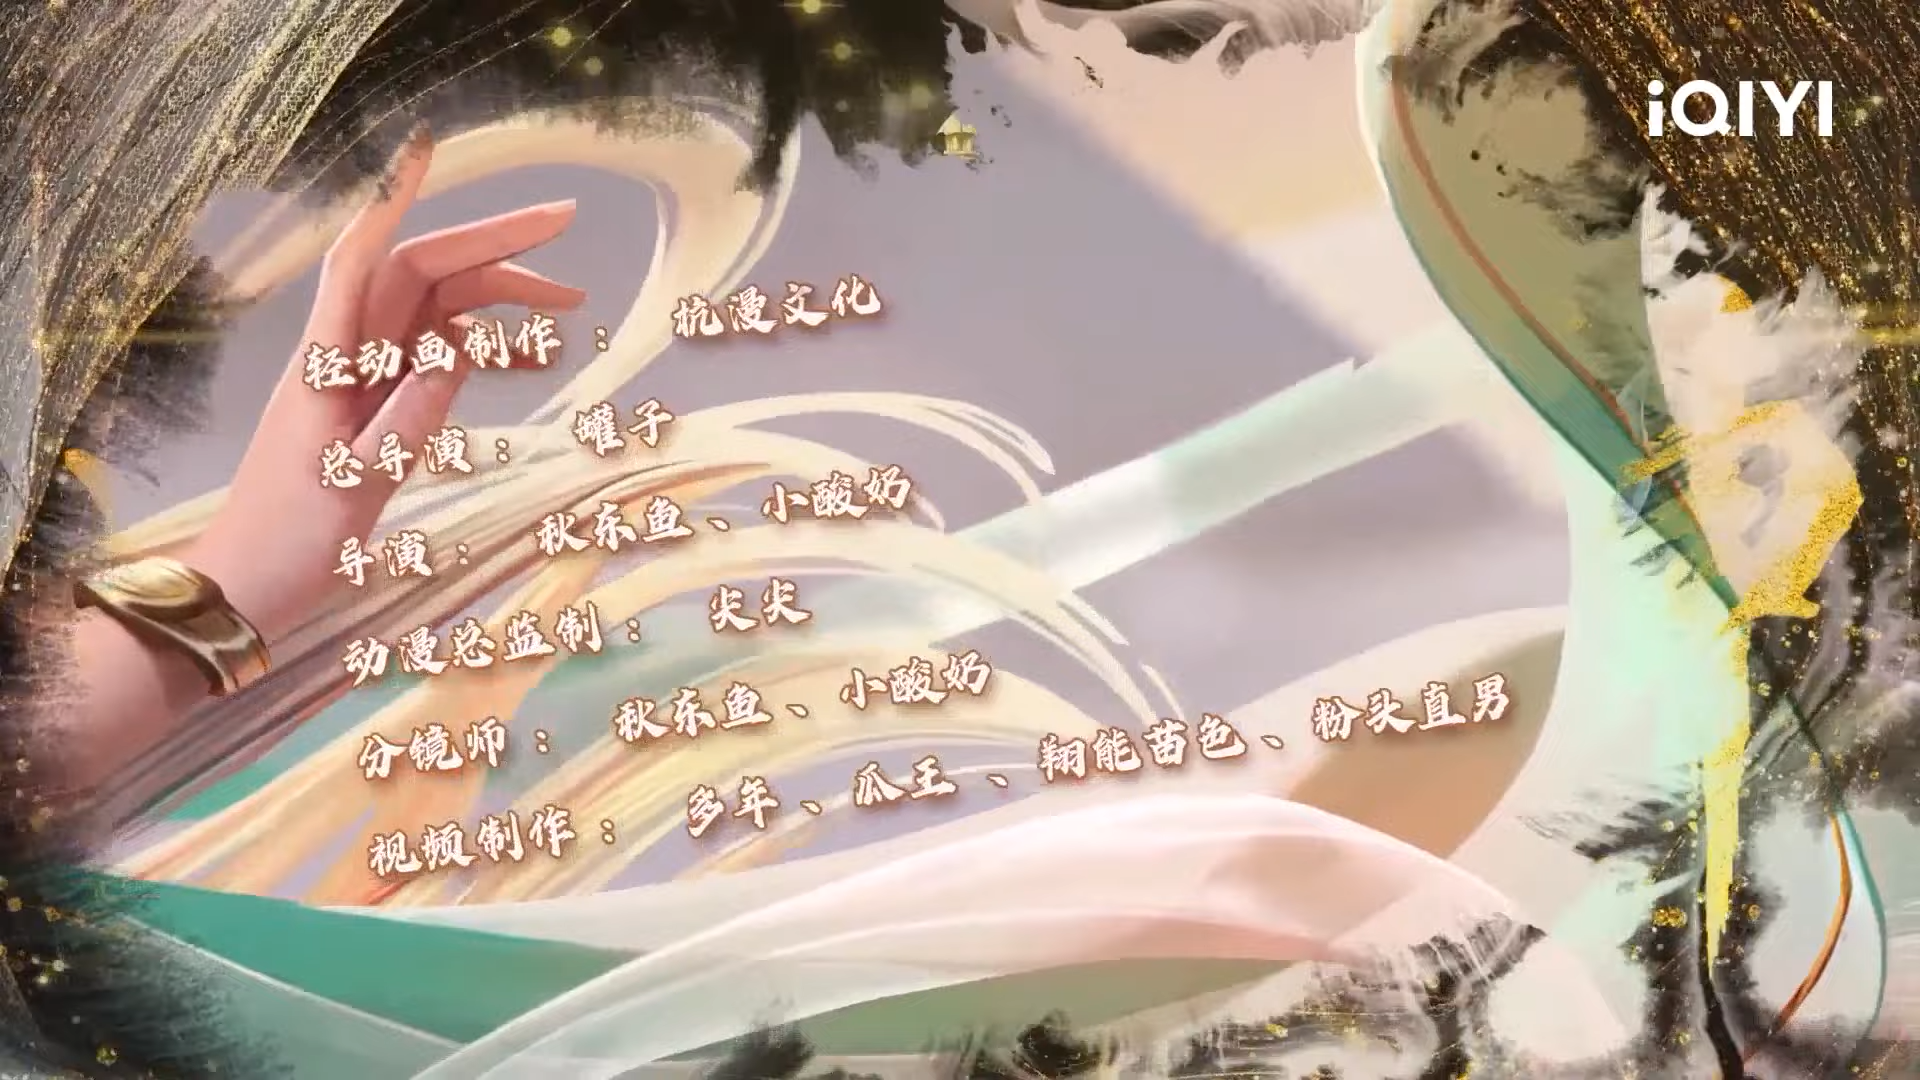 iQIYI
轻动画制作 : 杭漫文化
总导演 : 罐子
导演 : 秋东鱼、小酸奶
动漫总监制 : 尖尖
分镜师 : 秋东鱼、小酸奶
视频制作 : 多年、瓜王、翔能苗色、粉头直男